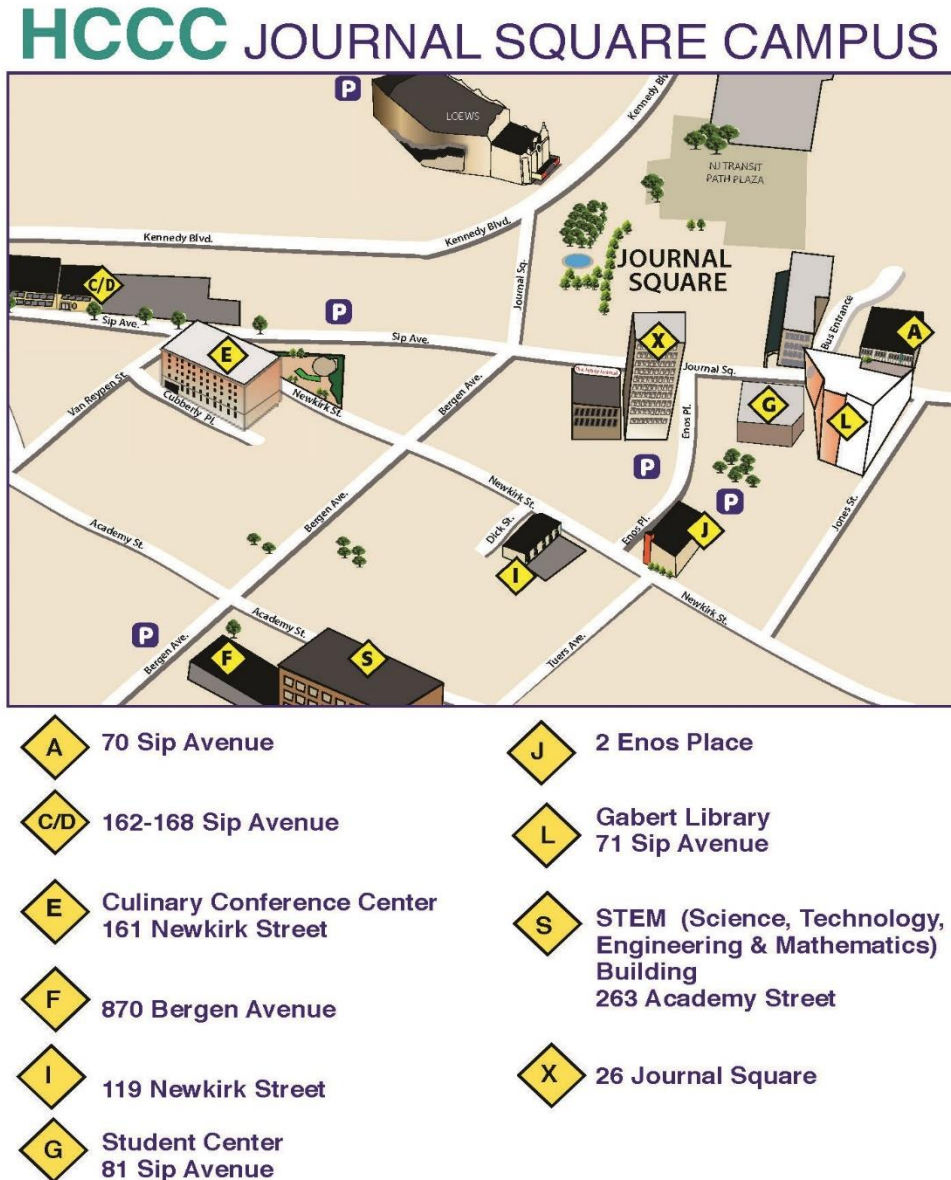 HCCC JOURNAL SQUARE CAMPUS
P
LOEWS
Kennedy Blvd.
NJ TRANSIT
PATH PLAZA
Kennedy Blvd.
Kennedy Blvd.
Journal Sq.
JOURNAL
SQUARE
C/D
Sip Ave.
P
Sip Ave.
Bus Entrance
A
E
X
Journal Sq.
G
L
Van Reypen St.
Cubberly Pl.
Newkirk St.
Bergen Ave.
Enos Pl.
P
P
Jones St.
Academy St.
Bergen Ave.
Newkirk St.
Dick St.
I
Enos Pl.
J
Newkirk St.
Academy St.
P
Bergen Ave.
F
S
Tuers Ave.
A
70 Sip Avenue
C/D
162-168 Sip Avenue
E
Culinary Conference Center
161 Newkirk Street
F
870 Bergen Avenue
I
119 Newkirk Street
G
Student Center
81 Sip Avenue
J
2 Enos Place
L
Gabert Library
71 Sip Avenue
S
STEM (Science, Technology,
Engineering & Mathematics)
Building
263 Academy Street
X
26 Journal Square